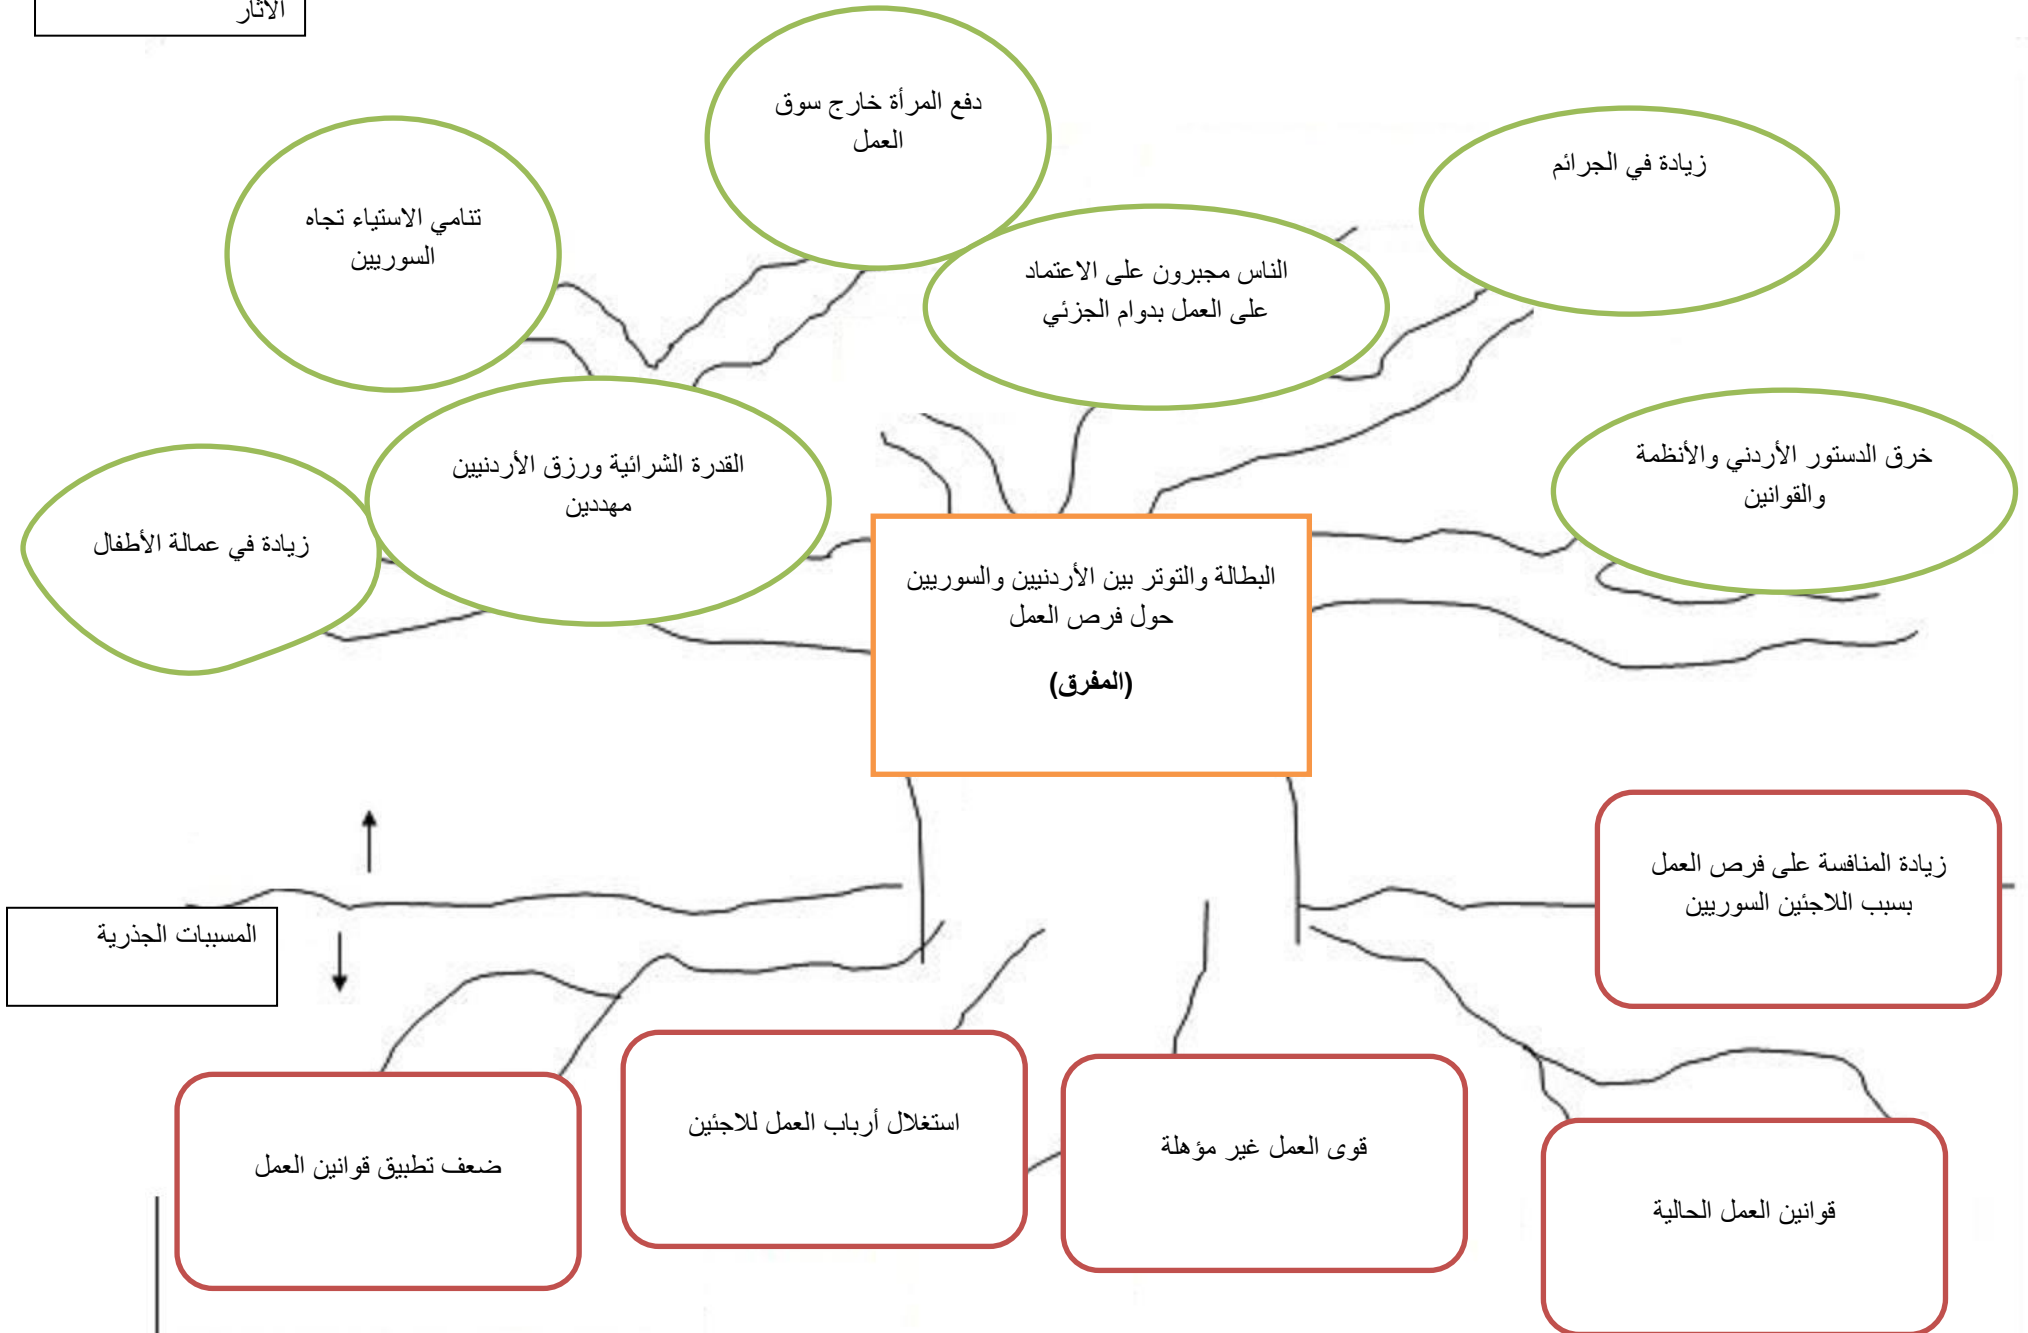 الآثار
دفع المرأة خارج سوق
العمل
زيادة في الجرائم
تنامي الاستياء تجاه
السوريين
الناس مجبرون على الاعتماد
على العمل بدوام الجزئي
خرق الدستور الأردني والأنظمة
والقوانين
القدرة الشرائية ورزق الأردنيين
مهددين
زيادة في عمالة الأطفال
البطالة والتوتر بين الأردنيين والسوريين
حول فرص العمل
(المفرق)
زيادة المنافسة على فرص العمل
بسبب اللاجئين السوريين
المسببات الجذرية
استغلال أرباب العمل للاجئين
قوى العمل غير مؤهلة
ضعف تطبيق قوانين العمل
قوانين العمل الحالية